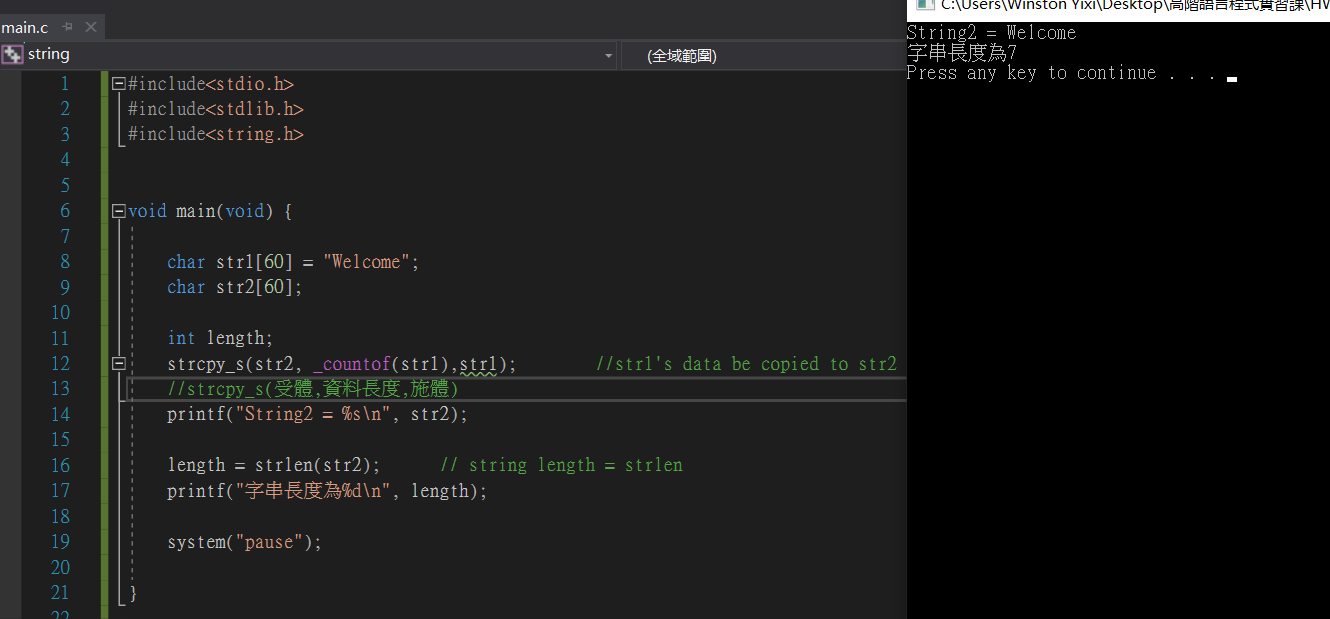 main.c
string
(全域範圍)
1 #include<stdio.h>
2 #include<stdlib.h>
3 #include<string.h>
4
5
6 void main(void) {
7
8 char str1[60] = "Welcome";
9 char str2[60];
10
11 int length;
12 strcpy_s(str2, _countof(str1),str1); //str1's data be copied to str2
13 //strcpy_s(受體,資料長度,施體)
14 printf("String2 = %s\n", str2);
15
16 length = strlen(str2); // string length = strlen
17 printf("字串長度為%d\n", length);
18
19 system("pause");
20
21 }
22
C:\Users\Winston Yixi\Desktop\高階語言程式實習課\HW
String2 = Welcome
字串長度為7
Press any key to continue . . .